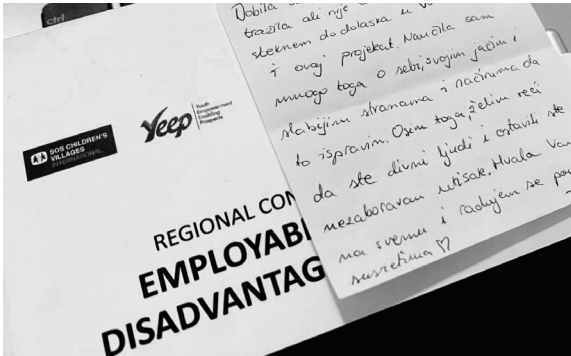 ctrl
SOS CHILDREN'S
VILLAGES
INTERNATIONAL
Yeep
Youth
Empowerment
Enabling
Prospects
REGIONAL CON
EMPLOYAB
DISADVANTAG
Dobila
tražila ali nije
steknem do dolaska u
i ovaj projekat. Naučila sam
mnogo toga o sebi, svojim jačim i
slabijim stranama i načinima da
to ispravim. Osim toga, želim reći
da ste divni ljudi i ostavili ste
nezaboravan utisak. Hvala Vam
na svemu i radujem se
susretima ♡